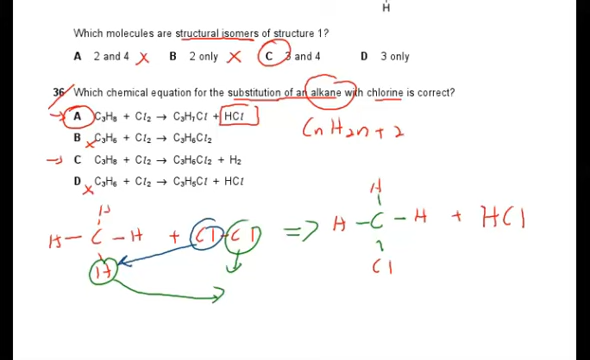 H
Which molecules are structural isomers of structure 1?
A 2 and 4 X B 2 only X C 3 and 4 D 3 only
36 Which chemical equation for the substitution of an alkane with chlorine is correct?
A C₃H₈ + Cl₂ → C₃H₇Cl + HCl
B C₃H₆ + Cl₂ → C₃H₆Cl₂
X
CnH2n+2
C C₃H₈ + Cl₂ → C₃H₆Cl₂ + H₂
D C₃H₆ + Cl₂ → C₃H₅Cl + HCl
X
H H
H - C - H + Cl - Cl => H - C - H + HCl
H Cl